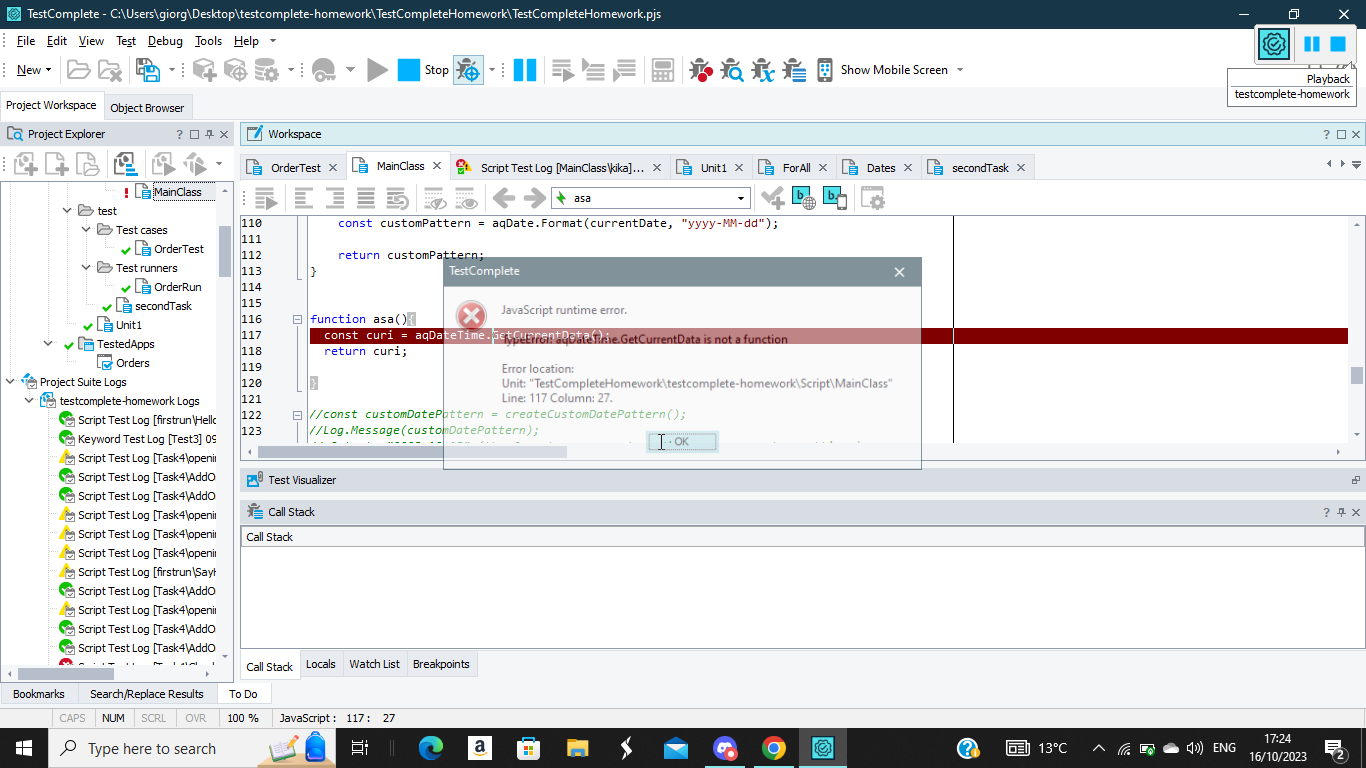 TestComplete - C:\Users\giorg\Desktop\testcomplete-homework\TestCompleteHomework\TestCompleteHomework.pjs
File Edit View Test Debug Tools Help
New Stop Show Mobile Screen
Playback
testcomplete-homework
Project Workspace Object Browser
Project Explorer ?
Workspace ?
OrderTest MainClass Script Test Log [MainClass\kika]... Unit1 ForAll Dates secondTask
asa
MainClass
test
Test cases
OrderTest
Test runners
OrderRun
secondTask
Unit1
TestedApps
Orders
Project Suite Logs
testcomplete-homework Logs
Script Test Log [firstrun\Hello
Keyword Test Log [Test3] 09
Script Test Log [Task4\openi
Script Test Log [Task4\AddO
Script Test Log [Task4\AddO
Script Test Log [Task4\openi
Script Test Log [Task4\openi
Script Test Log [Task4\openi
Script Test Log [firstrun\SayH
Script Test Log [Task4\AddO
Script Test Log [Task4\openi
Script Test Log [Task4\AddO
Script Test Log [Task4\AddO
110 const customPattern = aqDate.Format(currentDate, "yyyy-MM-dd");
111
112 return customPattern;
113 }
114
115
116 function asa(){
117 const curi = aqDateTime.GetCurrentData();
118 return curi;
119
120 }
121
122 //const customDatePattern = createCustomDatePattern();
123 //Log.Message(customDatePattern);
TestComplete
JavaScript runtime error.
TypeError: aqDateTime.GetCurrentData is not a function
Error location:
Unit: "TestCompleteHomework\testcomplete-homework\Script\MainClass"
Line: 117 Column: 27.
OK
Test Visualizer
Call Stack ?
Call Stack
Call Stack Locals Watch List Breakpoints
Bookmarks Search/Replace Results To Do
CAPS NUM SCRL OVR 100 % JavaScript : 117 : 27
Type here to search
13°C
ENG
17:24
16/10/2023
2